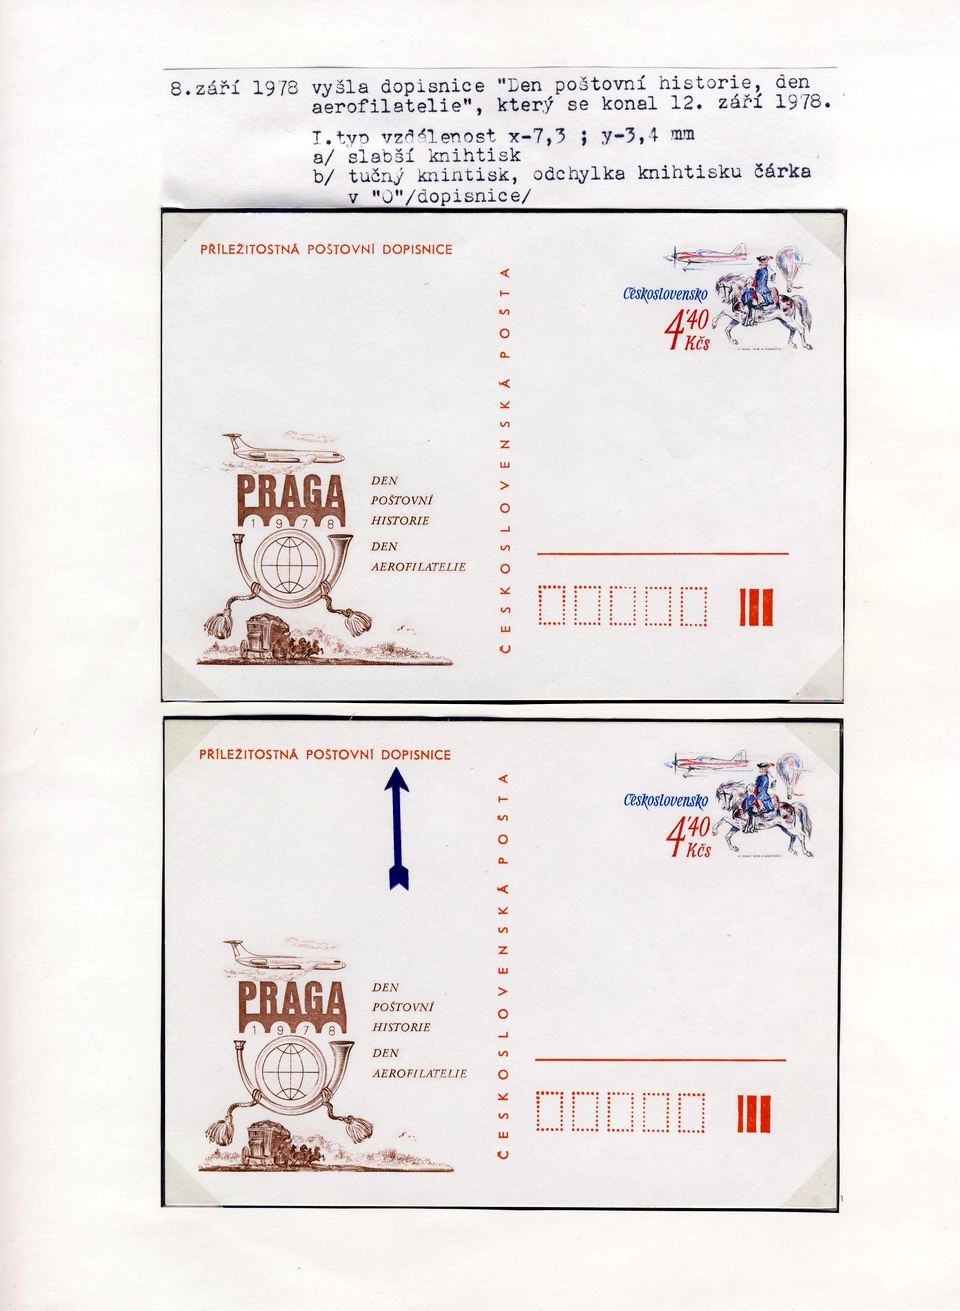 8.září 1978 vyšla dopisnice "Den poštovní historie, den
aerofilatelie", který se konal 12. září 1978.
I.typ vzdálenost x-7,3 ; y-3,4 mm
a/ slabší knihtisk
b/ tučný knihtisk, odchylka knihtisku čárka
v "O"/dopisnice/
PŘÍLEŽITOSTNÁ POŠTOVNÍ DOPISNICE
Československo
4'40
Kčs
ČESKOSLOVENSKÁ POŠTA
PRAGA
1978
DEN
POŠTOVNÍ
HISTORIE
DEN
AEROFILATELIE
PŘÍLEŽITOSTNÁ POŠTOVNÍ DOPISNICE
Československo
4'40
Kčs
ČESKOSLOVENSKÁ POŠTA
PRAGA
1978
DEN
POŠTOVNÍ
HISTORIE
DEN
AEROFILATELIE